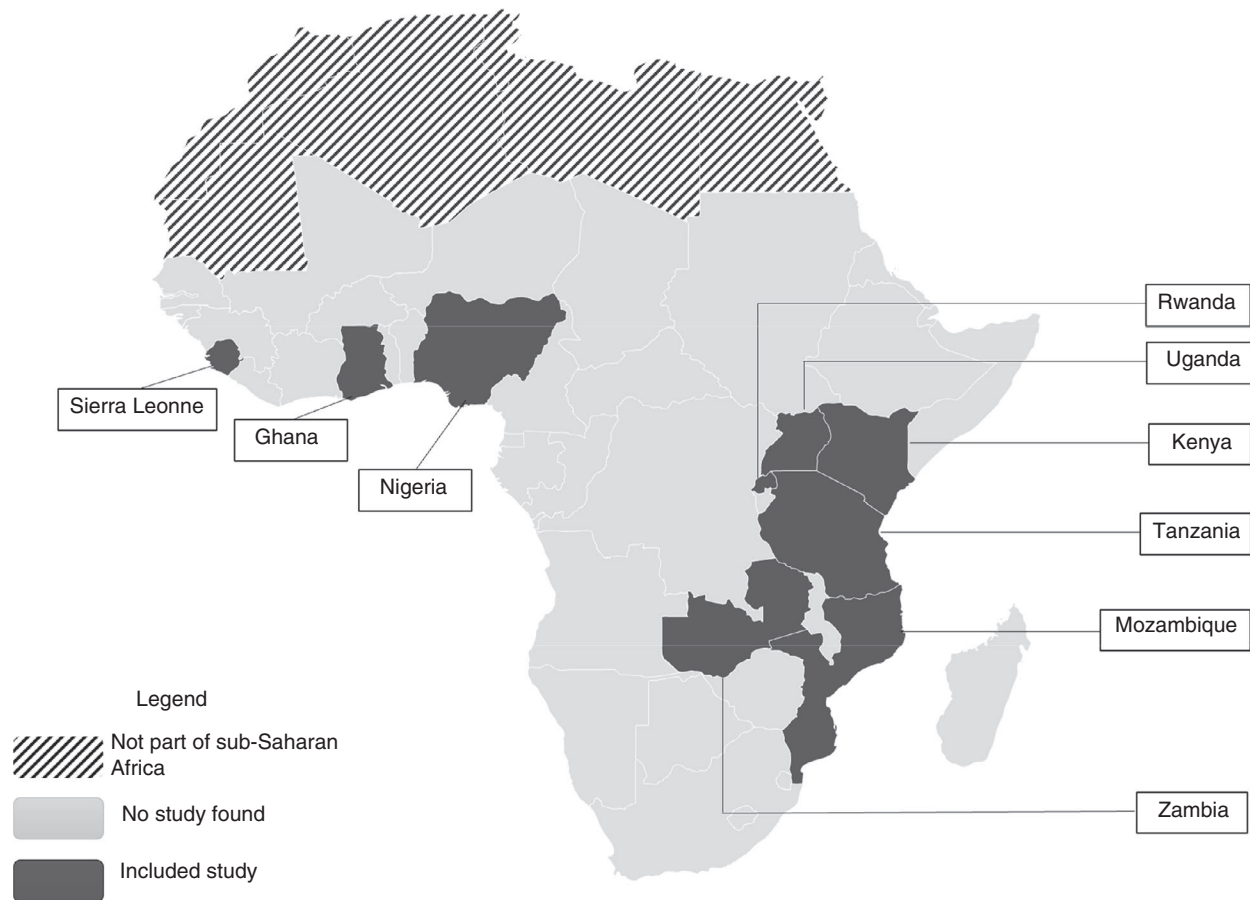 Rwanda
Uganda
Sierra Leonne
Ghana
Kenya
Nigeria
Tanzania
Mozambique
Legend
Not part of sub-Saharan
Africa
No study found
Zambia
Included study